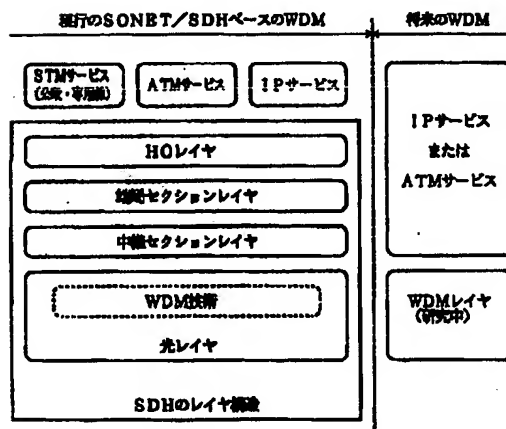 現行のSONET/SDHベースのWDM
将来のWDM
STMサービス
(公衆・専用線)
ATMサービス
IPサービス
HOレイヤ
端局セクションレイヤ
中継セクションレイヤ
WDM技術
光レイヤ
SDHのレイヤ構造
IPサービス
または
ATMサービス
WDMレイヤ
(研究中)